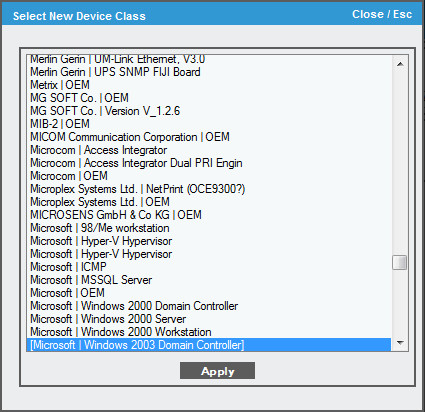 Select New Device Class
Close / Esc
Merlin Gerin | UM-Link Ethernet, V3.0
Merlin Gerin | UPS SNMP FIJI Board
Metrix | OEM
MG SOFT Co. | OEM
MG SOFT Co. | Version V_1.2.6
MIB-2 | OEM
MICOM Communication Corporation | OEM
Microcom | Access Integrator
Microcom | Access Integrator Dual PRI Engin
Microcom | OEM
Microplex Systems Ltd. | NetPrint (OCE9300?)
Microplex Systems Ltd. | OEM
MICROSENS GmbH & Co KG | OEM
Microsoft | 98/Me workstation
Microsoft | Hyper-V Hypervisor
Microsoft | Hyper-V Hypervisor
Microsoft | ICMP
Microsoft | MSSQL Server
Microsoft | OEM
Microsoft | Windows 2000 Domain Controller
Microsoft | Windows 2000 Server
Microsoft | Windows 2000 Workstation
[Microsoft | Windows 2003 Domain Controller]
Apply